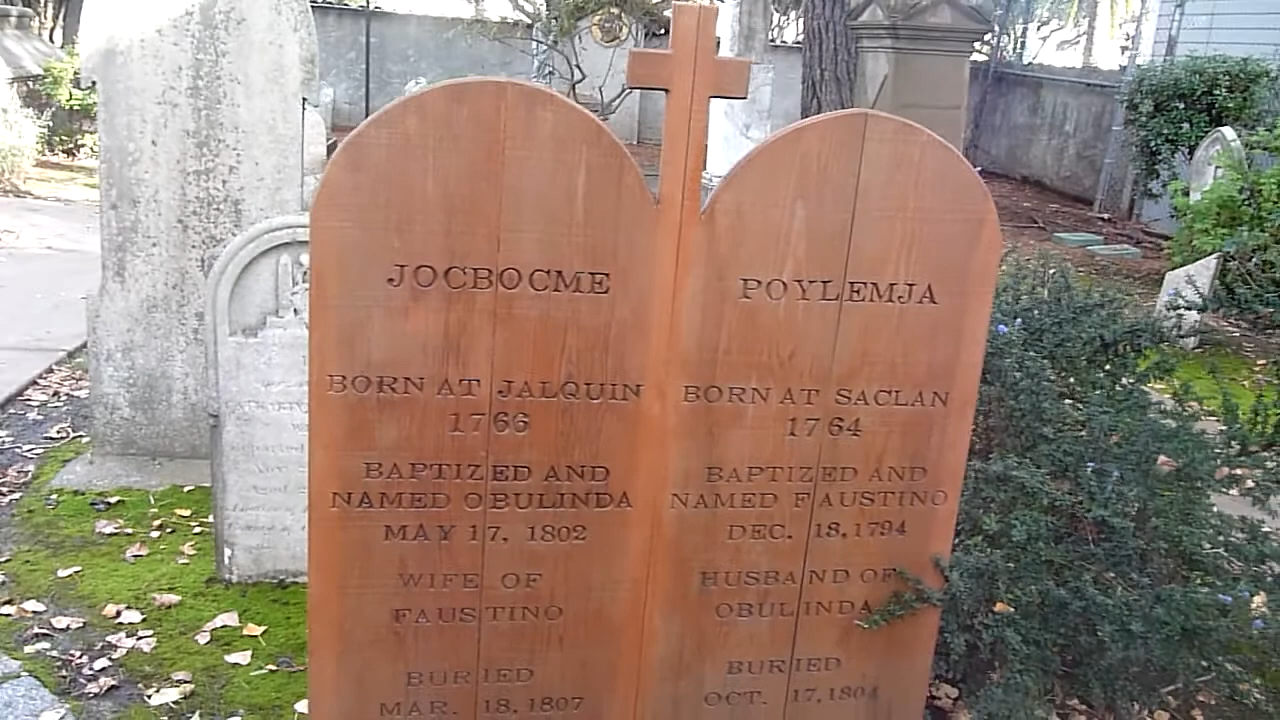 JOCBOCME
BORN AT JALQUIN
1766
BAPTIZED AND
NAMED OBULINDA
MAY 17, 1802
WIFE OF
FAUSTINO
BURIED
MAR. 18, 1807
POYLEMJA
BORN AT SACLAN
1764
BAPTIZED AND
NAMED FAUSTINO
DEC. 18, 1794
HUSBAND OF
OBULINDA
BURIED
OCT. 17, 1804